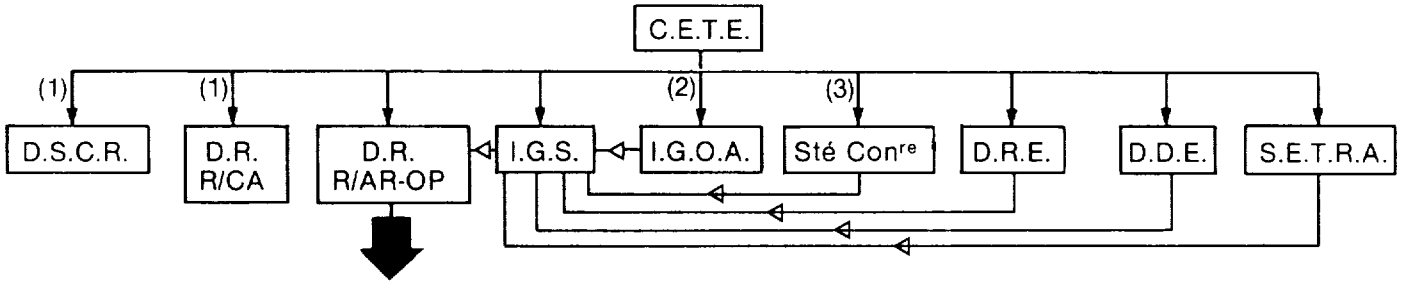 C.E.T.E.
(1) (1) (2) (3)
D.S.C.R.
D.R.
R/CA
D.R.
R/AR-OP
I.G.S.
I.G.O.A.
Sté Conʳᵉ
D.R.E.
D.D.E.
S.E.T.R.A.